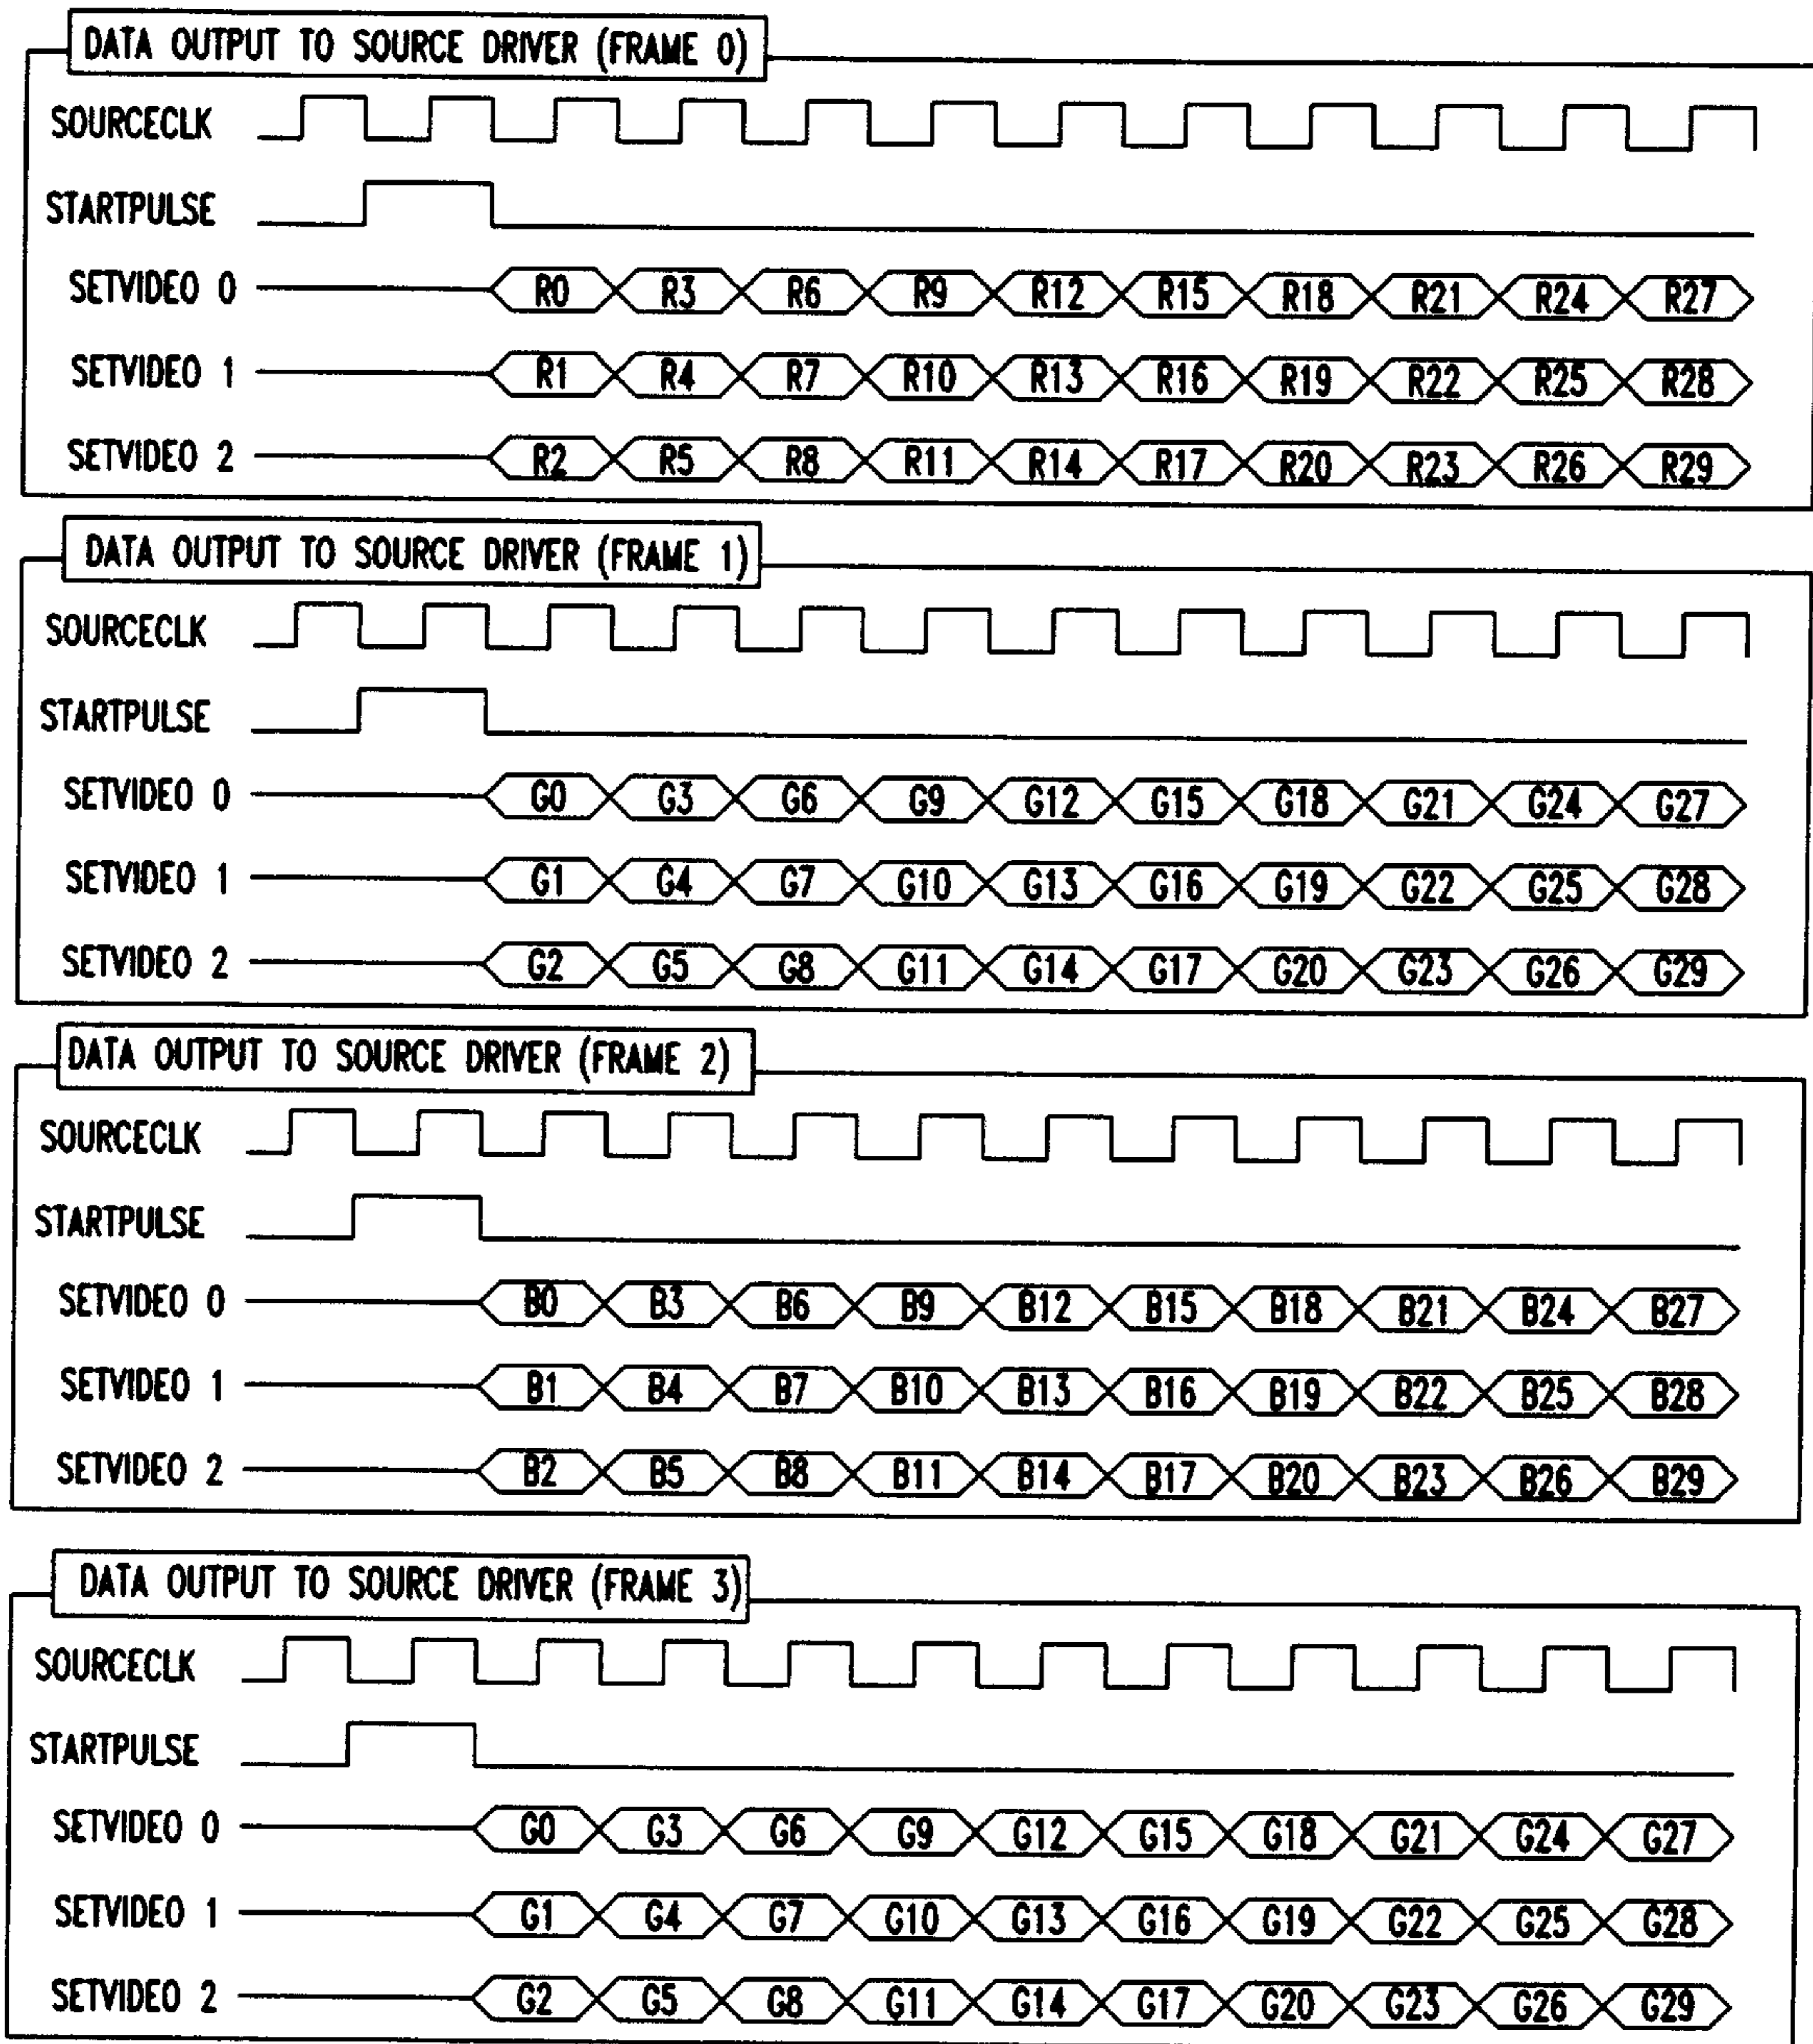 DATA OUTPUT TO SOURCE DRIVER (FRAME 0)
SOURCECLK
STARTPULSE
SETVIDEO 0 R0 R3 R6 R9 R12 R15 R18 R21 R24 R27
SETVIDEO 1 R1 R4 R7 R10 R13 R16 R19 R22 R25 R28
SETVIDEO 2 R2 R5 R8 R11 R14 R17 R20 R23 R26 R29
DATA OUTPUT TO SOURCE DRIVER (FRAME 1)
SOURCECLK
STARTPULSE
SETVIDEO 0 G0 G3 G6 G9 G12 G15 G18 G21 G24 G27
SETVIDEO 1 G1 G4 G7 G10 G13 G16 G19 G22 G25 G28
SETVIDEO 2 G2 G5 G8 G11 G14 G17 G20 G23 G26 G29
DATA OUTPUT TO SOURCE DRIVER (FRAME 2)
SOURCECLK
STARTPULSE
SETVIDEO 0 B0 B3 B6 B9 B12 B15 B18 B21 B24 B27
SETVIDEO 1 B1 B4 B7 B10 B13 B16 B19 B22 B25 B28
SETVIDEO 2 B2 B5 B8 B11 B14 B17 B20 B23 B26 B29
DATA OUTPUT TO SOURCE DRIVER (FRAME 3)
SOURCECLK
STARTPULSE
SETVIDEO 0 G0 G3 G6 G9 G12 G15 G18 G21 G24 G27
SETVIDEO 1 G1 G4 G7 G10 G13 G16 G19 G22 G25 G28
SETVIDEO 2 G2 G5 G8 G11 G14 G17 G20 G23 G26 G29